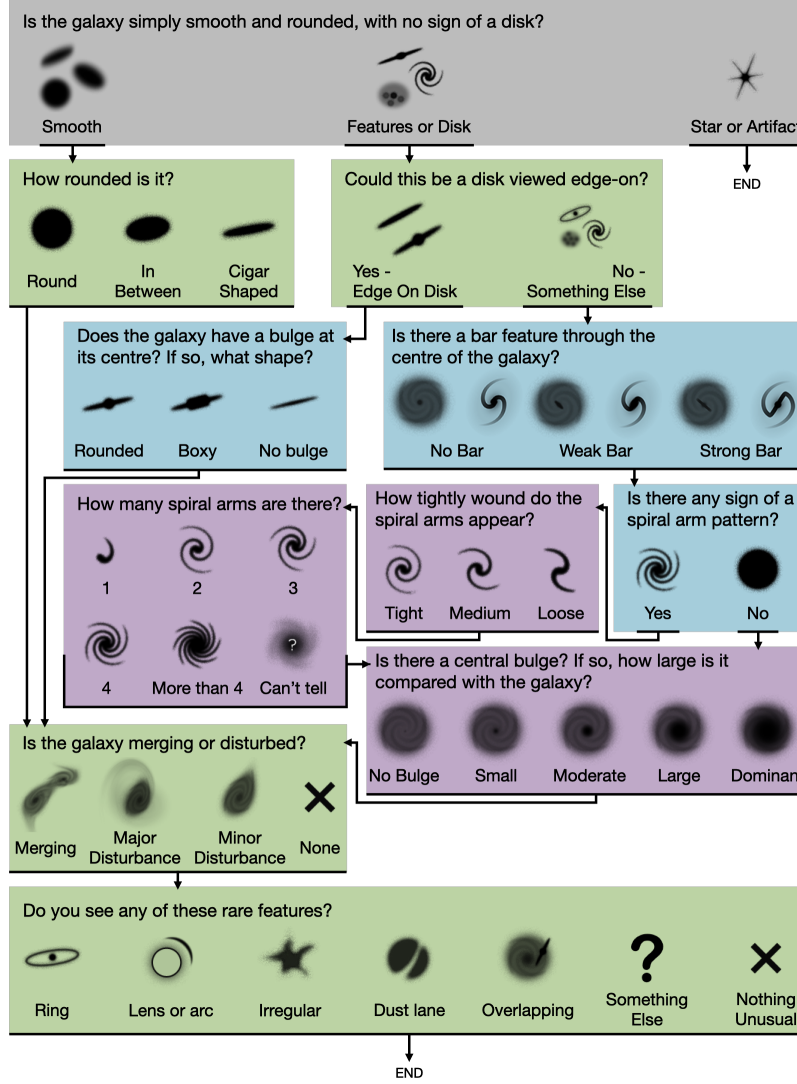 Is the galaxy simply smooth and rounded, with no sign of a disk?
Smooth
Features or Disk
Star or Artifac
END
How rounded is it?
Round
In
Between
Cigar
Shaped
Could this be a disk viewed edge-on?
Yes -
Edge On Disk
No -
Something Else
Does the galaxy have a bulge at
its centre? If so, what shape?
Rounded
Boxy
No bulge
Is there a bar feature through the
centre of the galaxy?
No Bar
Weak Bar
Strong Bar
How many spiral arms are there?
1
2
3
4
More than 4
?
Can't tell
How tightly wound do the
spiral arms appear?
Tight
Medium
Loose
Is there any sign of a
spiral arm pattern?
Yes
No
Is there a central bulge? If so, how large is it
compared with the galaxy?
No Bulge
Small
Moderate
Large
Dominan
Is the galaxy merging or disturbed?
Merging
Major
Disturbance
Minor
Disturbance
None
Do you see any of these rare features?
Ring
Lens or arc
Irregular
Dust lane
Overlapping
?
Something
Else
Nothing
Unusual
END